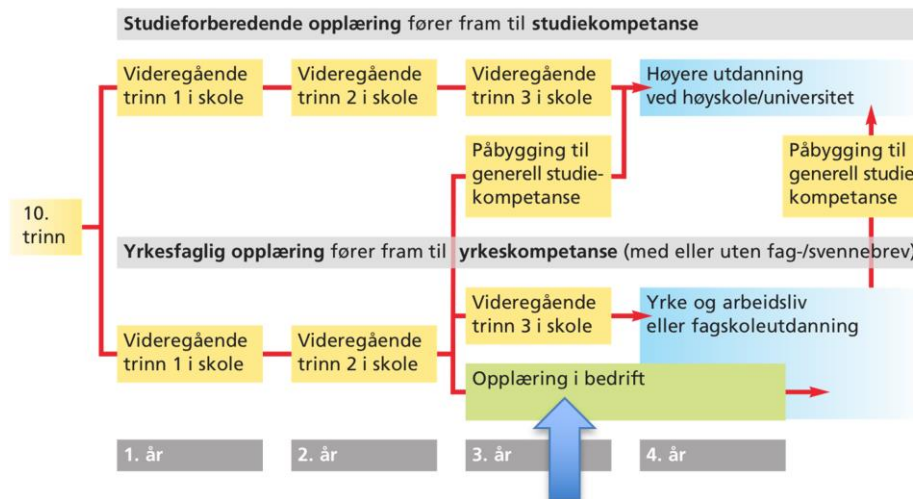 Studieforberedende opplæring fører fram til studiekompetanse
Videregående
trinn 1 i skole
Videregående
trinn 2 i skole
Videregående
trinn 3 i skole
Høyere utdanning
ved høyskole/universitet
Påbygging til
generell studie-
kompetanse
Påbygging til
generell studie
kompetanse
10.
trinn
Yrkesfaglig opplæring fører fram til yrkeskompetanse (med eller uten fag-/svennebrev)
Videregående
trinn 3 i skole
Yrke og arbeidsliv
eller fagskoleutdanning
Videregående
trinn 1 i skole
Videregående
trinn 2 i skole
Opplæring i bedrift
1. år
2. år
3. år
4. år